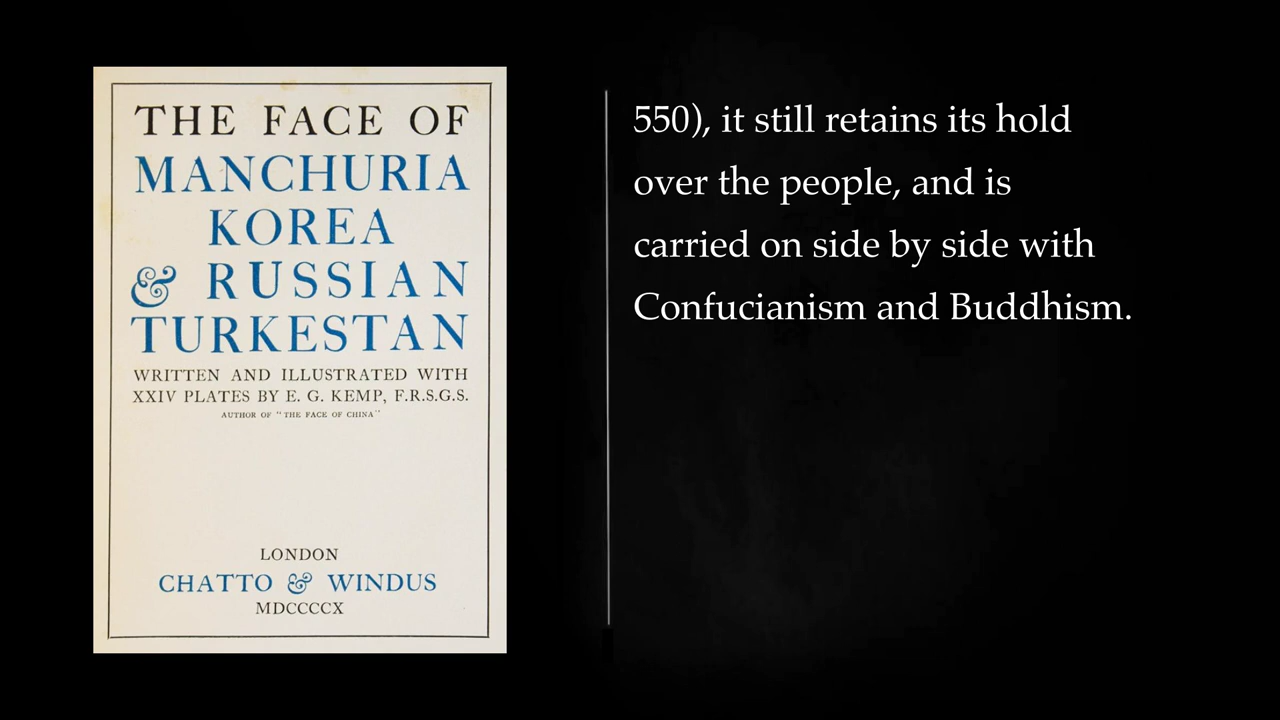 THE FACE OF
MANCHURIA
KOREA
& RUSSIAN
TURKESTAN
WRITTEN AND ILLUSTRATED WITH
XXIV PLATES BY E. G. KEMP, F.R.S.G.S.
AUTHOR OF "THE FACE OF CHINA"
LONDON
CHATTO & WINDUS
MDCCCCX
550), it still retains its hold
over the people, and is
carried on side by side with
Confucianism and Buddhism.